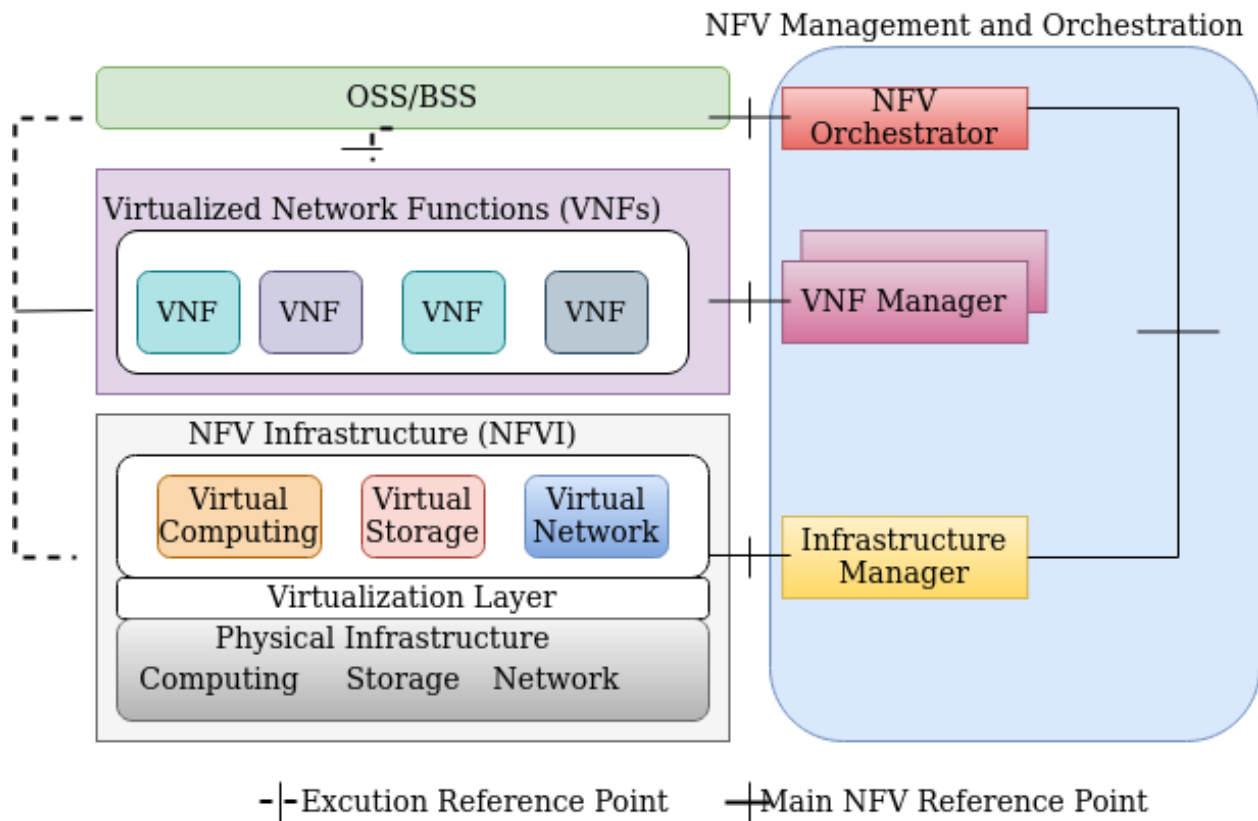 NFV Management and Orchestration
OSS/BSS
NFV
Orchestrator
Virtualized Network Functions (VNFs)
VNF
VNF
VNF
VNF
VNF Manager
NFV Infrastructure (NFVI)
Virtual
Computing
Virtual
Storage
Virtual
Network
Infrastructure
Manager
Virtualization Layer
Physical Infrastructure
Computing Storage Network
Excution Reference Point
Main NFV Reference Point